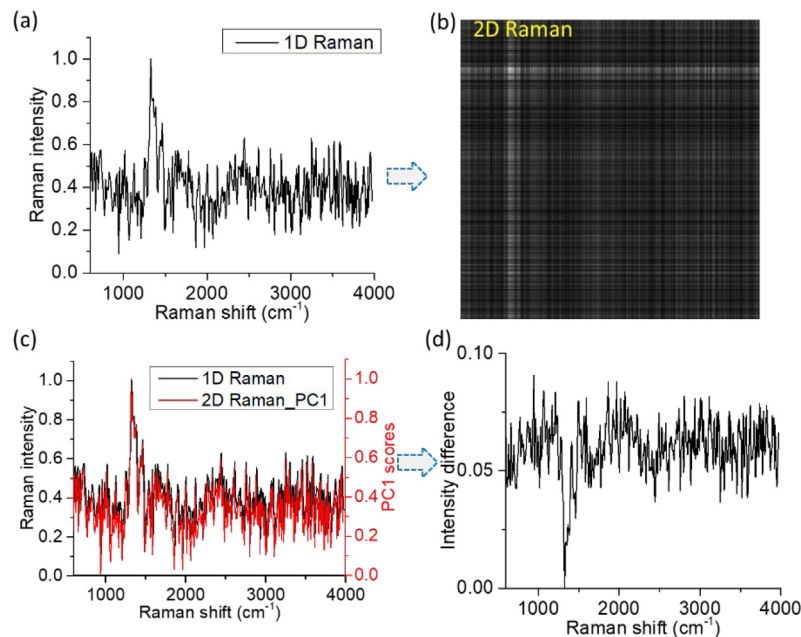 (a)
1D Raman
1.0
0.8
0.6
0.4
0.2
0.0
Raman intensity
1000 2000 3000 4000
Raman shift (cm⁻¹)
(b)
2D Raman
(c)
1D Raman
2D Raman_PC1
1.0
0.8
0.6
0.4
0.2
0.0
Raman intensity
1.0
0.8
0.6
0.4
0.2
0.0
PC1 scores
1000 2000 3000 4000
Raman shift (cm⁻¹)
(d)
0.10
0.05
0.00
Intensity difference
1000 2000 3000 4000
Raman shift (cm⁻¹)